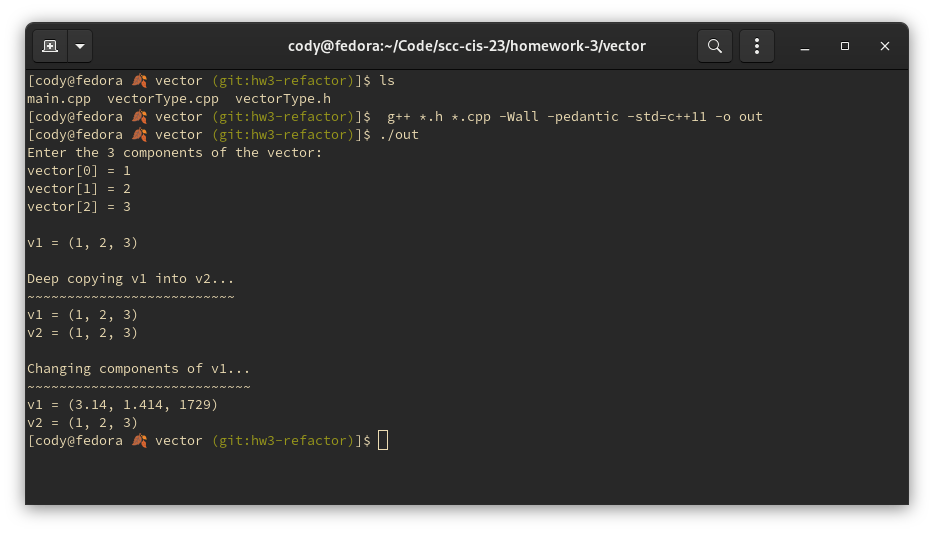 cody@fedora:~/Code/scc-cis-23/homework-3/vector
[cody@fedora 🍂 vector (git:hw3-refactor)]$ ls
main.cpp  vectorType.cpp  vectorType.h
[cody@fedora 🍂 vector (git:hw3-refactor)]$  g++ *.h *.cpp -Wall -pedantic -std=c++11 -o out
[cody@fedora 🍂 vector (git:hw3-refactor)]$ ./out
Enter the 3 components of the vector:
vector[0] = 1
vector[1] = 2
vector[2] = 3

v1 = (1, 2, 3)

Deep copying v1 into v2...
~~~~~~~~~~~~~~~~~~~~~~~~~~
v1 = (1, 2, 3)
v2 = (1, 2, 3)

Changing components of v1...
~~~~~~~~~~~~~~~~~~~~~~~~~~~~
v1 = (3.14, 1.414, 1729)
v2 = (1, 2, 3)
[cody@fedora 🍂 vector (git:hw3-refactor)]$